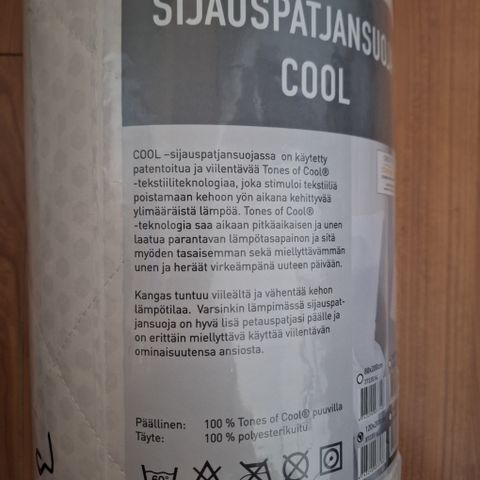 SIJAUSPATJANSUOJA
COOL
COOL –sijauspatjansuojassa on käytetty
patentoitua ja viilentävää Tones of Cool®
-tekstiiliteknologiaa, joka stimuloi tekstiiliä
poistamaan kehoon yön aikana kehittyvää
ylimääräistä lämpöä. Tones of Cool®
-teknologia saa aikaan pitkäaikaisen ja unen
laatua parantavan lämpötasapainon ja sitä
myöden tasaisemman sekä miellyttävämmän
unen ja heräät virkeämpänä uuteen päivään.
Kangas tuntuu viileältä ja vähentää kehon
lämpötilaa. Varsinkin lämpimässä sijauspat-
jansuoja on hyvä lisä petauspatjasi päälle ja
on erittäin miellyttävä käyttää viilentävän
ominaisuutensa ansiosta.
Päällinen: 100 % Tones of Cool® puuvilla
Täyte: 100 % polyesterikuitu
60°
80x200cm